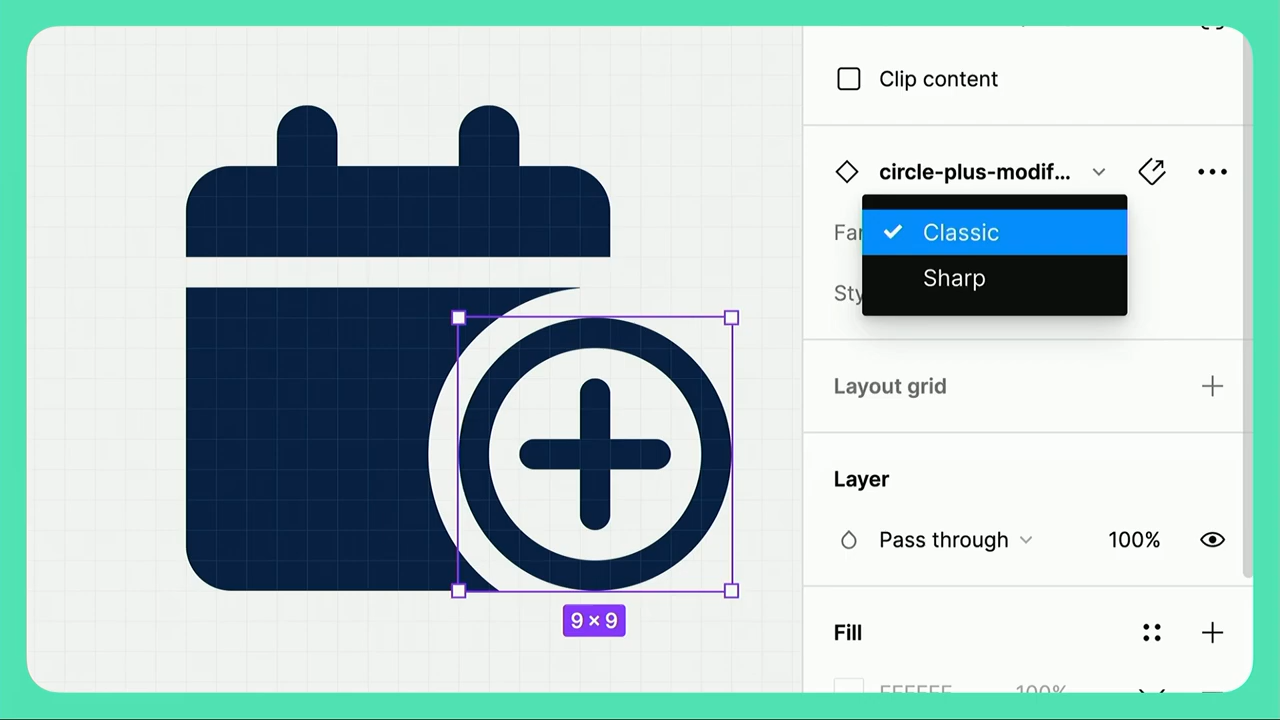 Clip content
circle-plus-modif...
Classic
Sharp
Layout grid
Layer
Pass through 100%
9 × 9
Fill